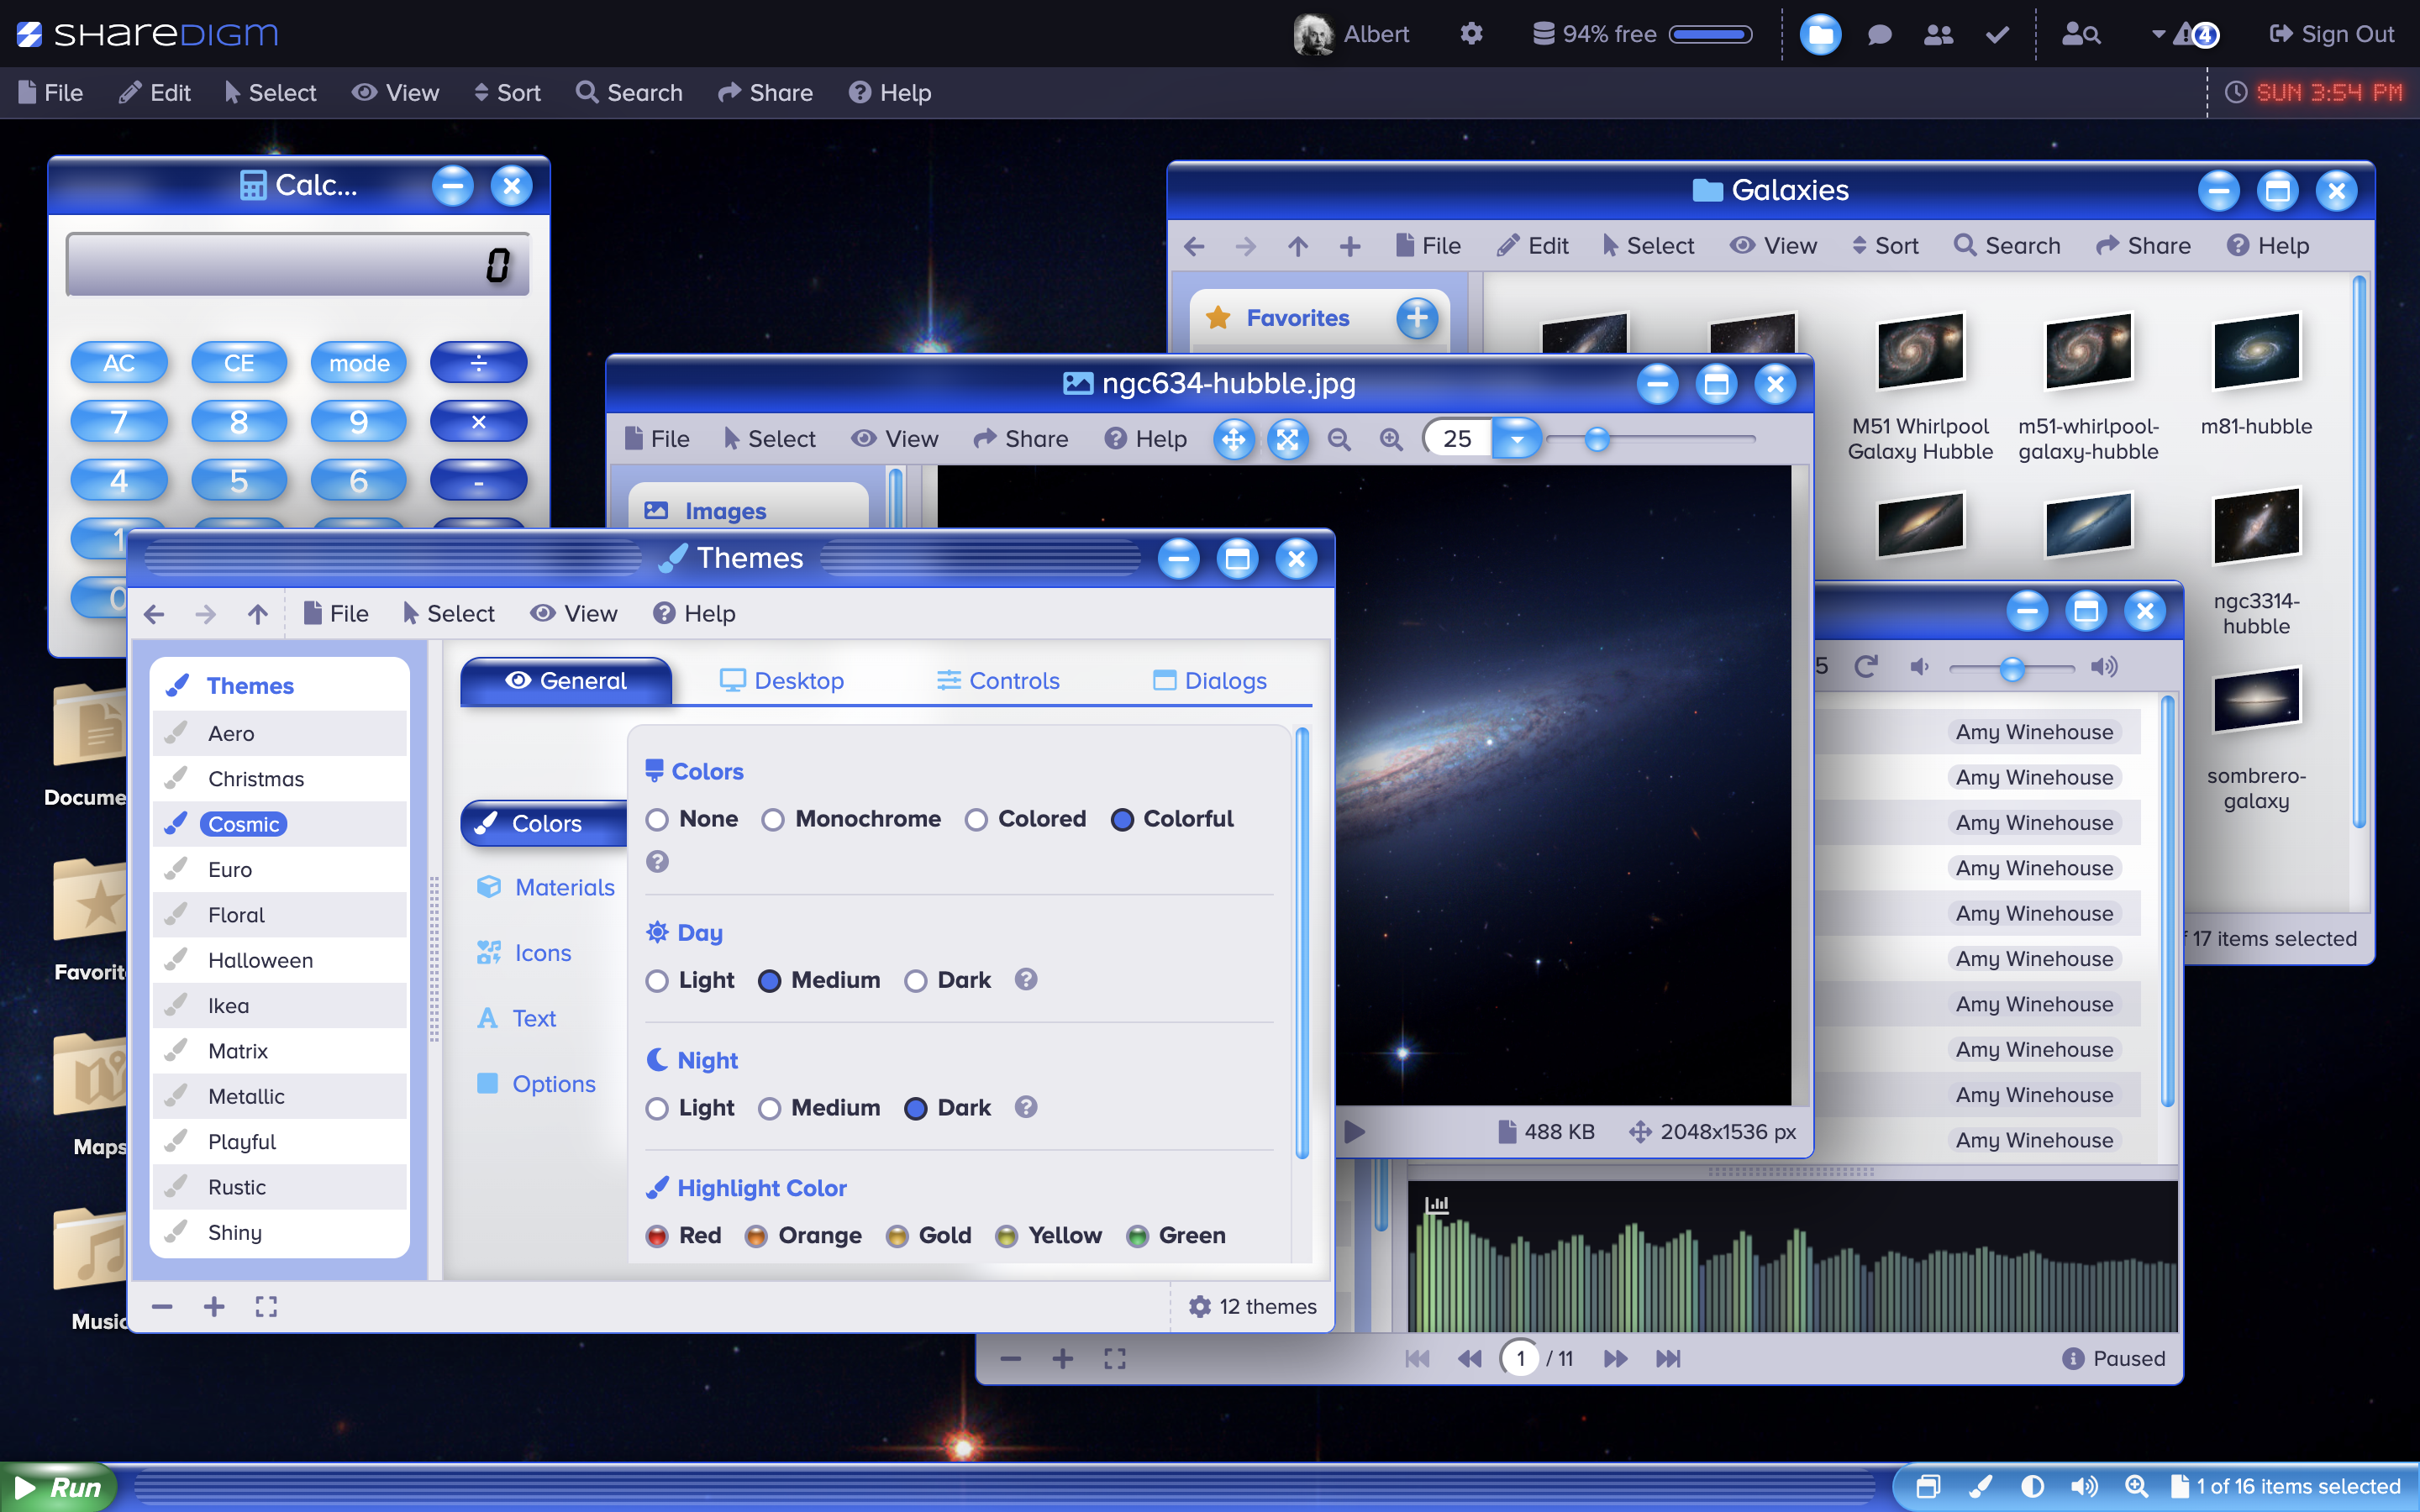 SHAREDIGM
Albert
94% free
4
Sign Out
File Edit Select View Sort Search Share Help
SUN 3:54 PM
Calc...
0
AC CE mode ÷
7 8 9 ×
4 5 6 -
1
0
Galaxies
File Edit Select View Sort Search Share Help
Favorites
M51 Whirlpool
Galaxy Hubble
m51-whirlpool-
galaxy-hubble
m81-hubble
ngc3314-
hubble
sombrero-
galaxy
17 items selected
ngc634-hubble.jpg
File Select View Share Help 25
Images
488 KB 2048x1536 px
Themes
File Select View Help
Themes
Aero
Christmas
Cosmic
Euro
Floral
Halloween
Ikea
Matrix
Metallic
Playful
Rustic
Shiny
General Desktop Controls Dialogs
Colors
Materials
Icons
Text
Options
Colors
None Monochrome Colored Colorful
Day
Light Medium Dark
Night
Light Medium Dark
Highlight Color
Red Orange Gold Yellow Green
12 themes
5
Amy Winehouse
Amy Winehouse
Amy Winehouse
Amy Winehouse
Amy Winehouse
Amy Winehouse
Amy Winehouse
Amy Winehouse
Amy Winehouse
Amy Winehouse
1 / 11
Paused
Docume
Favorit
Maps
Music
Run
1 of 16 items selected